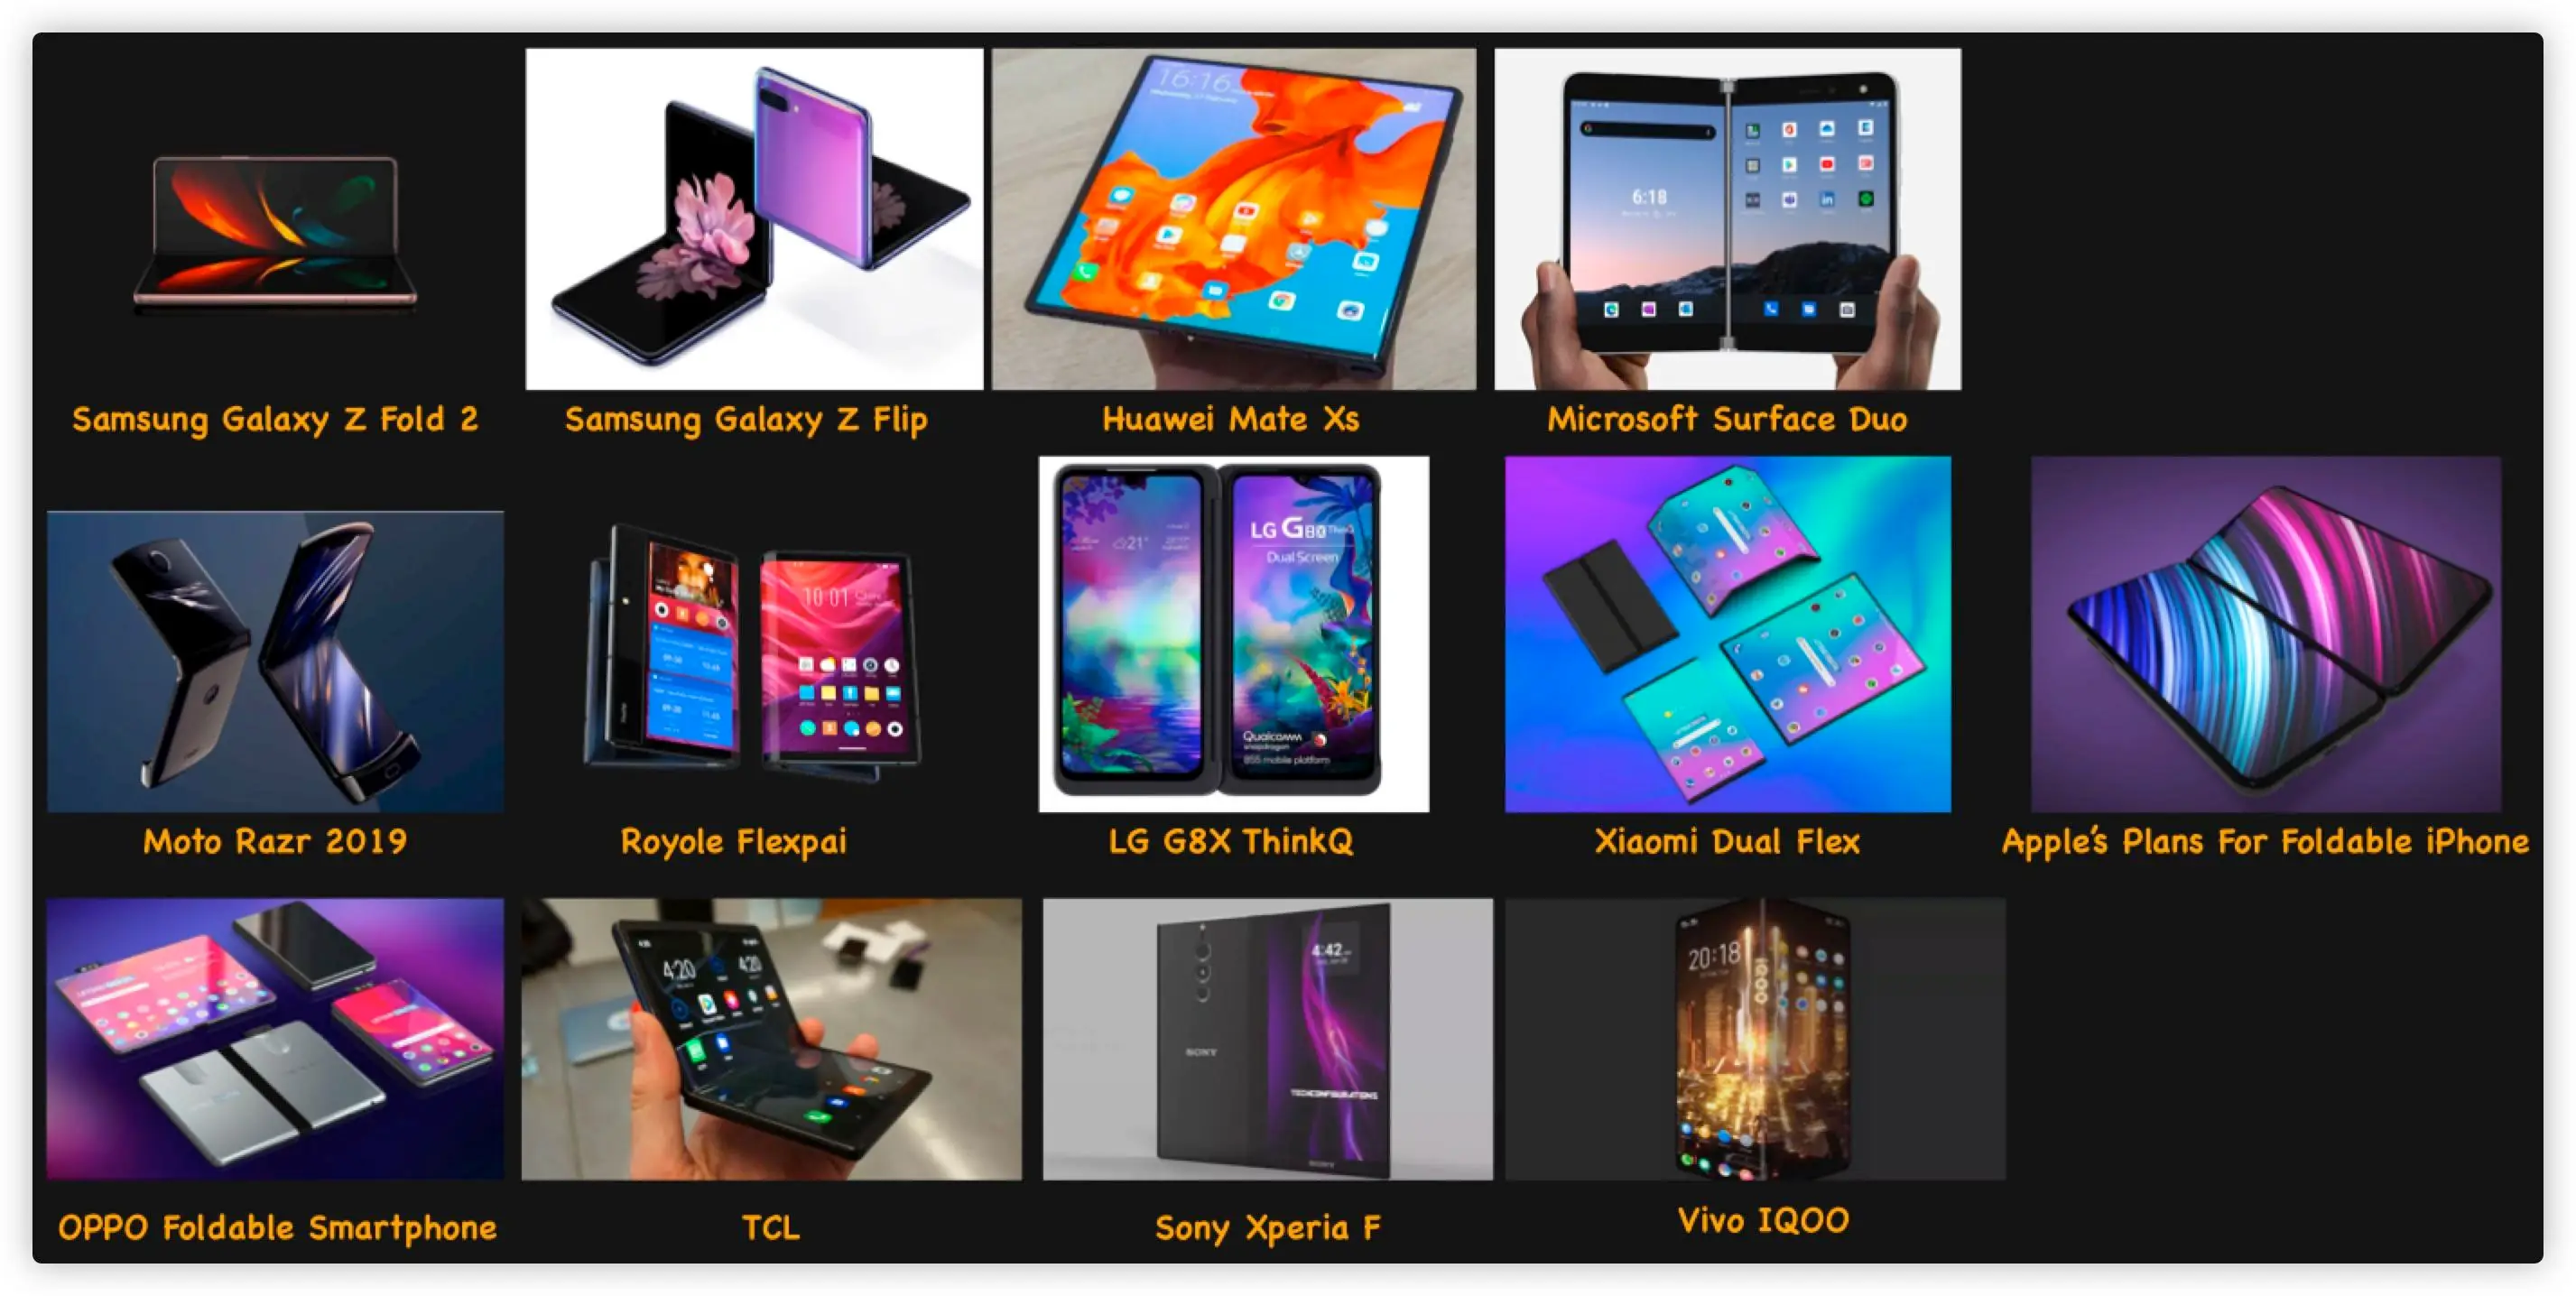 16:16
6:18
Samsung Galaxy Z Fold 2
Samsung Galaxy Z Flip
Huawei Mate Xs
Microsoft Surface Duo
10 01
21°
LG G8X ThinQ
Dual Screen
Qualcomm
snapdragon
855 mobile platform
Moto Razr 2019
Royole Flexpai
LG G8X ThinkQ
Xiaomi Dual Flex
Apple's Plans For Foldable iPhone
4:20
4:20
SONY
4:42
TECHCONFIGURATIONS
SONY
20:18
IQOO
OPPO Foldable Smartphone
TCL
Sony Xperia F
Vivo IQOO